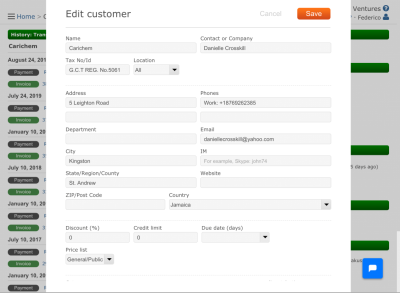 Edit customer
Cancel
Save
Ventures
Home > C
- Federico
History: Tran
Carichem
Name
Contact or Company
Carichem
Danielle Crosskill
Tax No/Id
Location
G.C.T REG. No.5061
All
August 24, 20
Payment
Invoice
July 24, 2019
Address
Phones
5 Leighton Road
Work: +18769262385
Payment
Invoice
Department
Email
daniellecrosskill@yahoo.com
January 10, 20
Payment
Invoice
City
IM
Kingston
For example, Skype: john74
July 10, 2018
5 days ago)
State/Region/County
Website
St. Andrew
Payment
Invoice
ZIP/Post Code
Country
Jamaica
January 10, 20
Payment
Invoice
Discount (%)
Credit limit
Due date (days)
0
0
July 10, 2017
Price list
General/Public
Payment
Invoice
January 10, 20